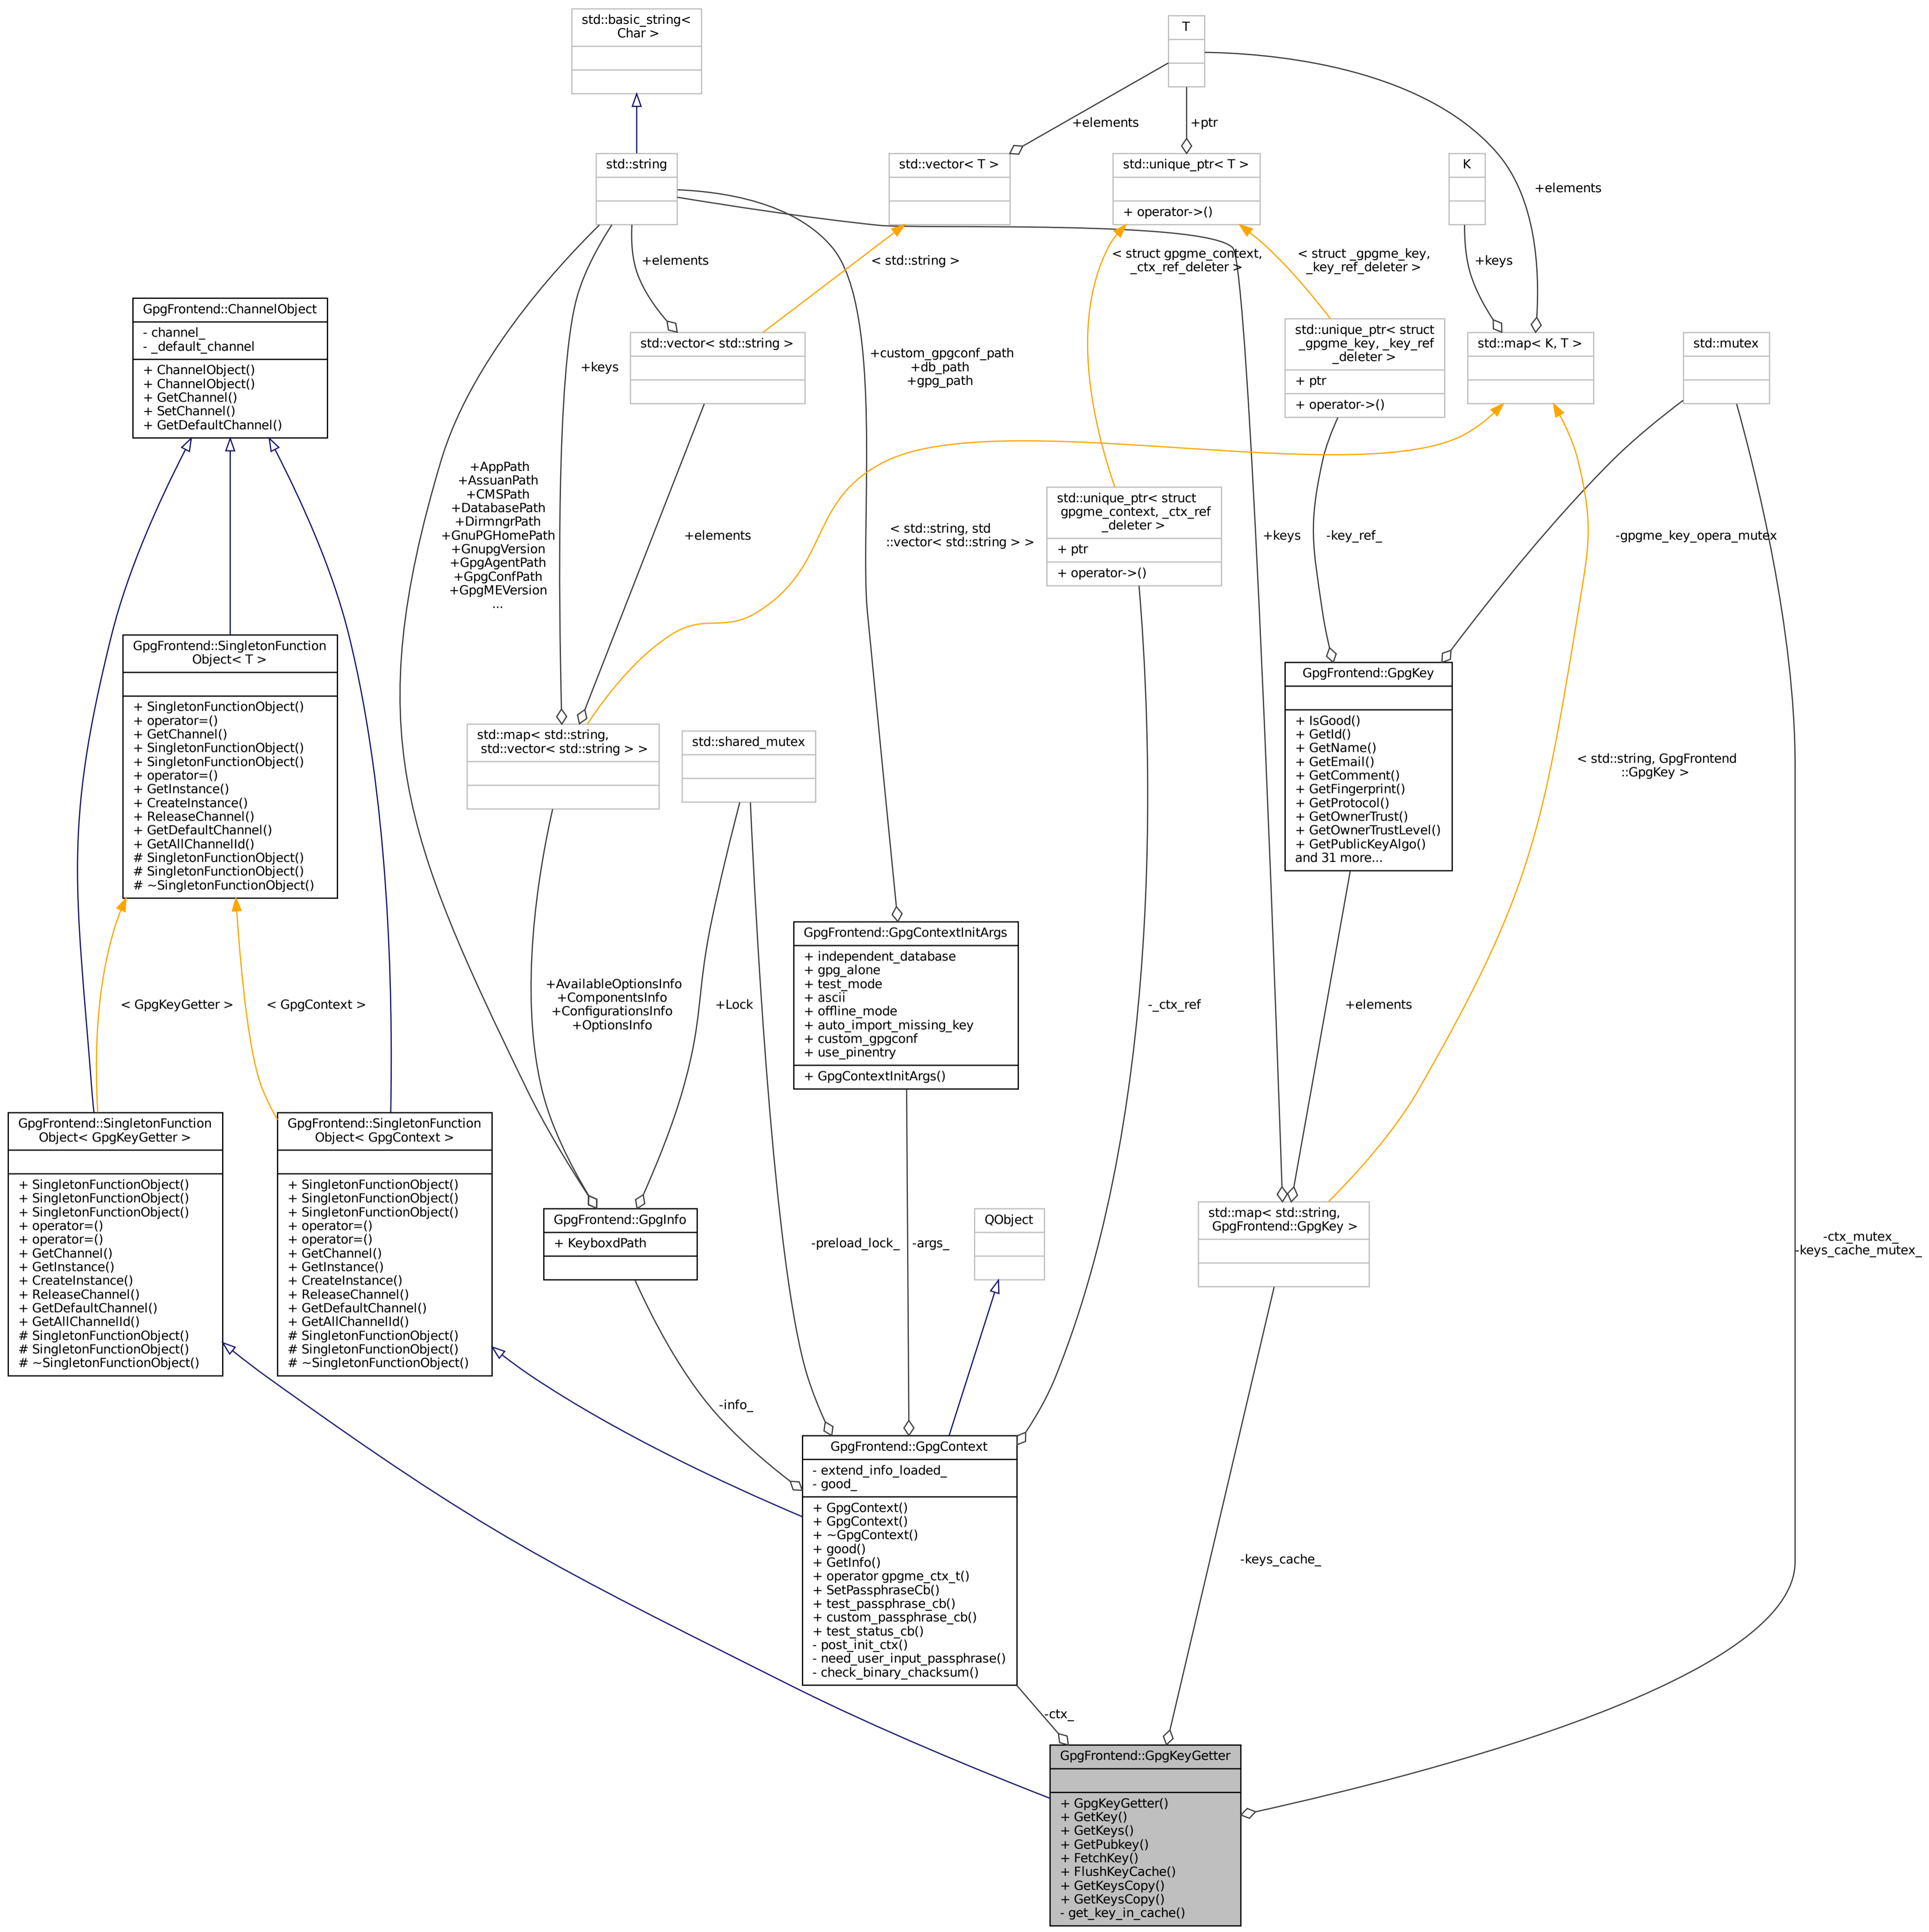 std::basic_string<
Char >
T
+elements
+ptr
std::string
std::vector< T >
std::unique_ptr< T >
+ operator->()
K
+elements
+elements
< std::string >
< struct gpgme_context,
_ctx_ref_deleter >
< struct _gpgme_key,
_key_ref_deleter >
+keys
GpgFrontend::ChannelObject
- channel_
- _default_channel
+ ChannelObject()
+ ChannelObject()
+ GetChannel()
+ SetChannel()
+ GetDefaultChannel()
+keys
std::vector< std::string >
+custom_gpgconf_path
+db_path
+gpg_path
std::unique_ptr< struct
_gpgme_key, _key_ref
_deleter >
+ ptr
+ operator->()
std::map< K, T >
std::mutex
+AppPath
+AssuanPath
+CMSPath
+DatabasePath
+DirmngrPath
+GnuPGHomePath
+GnupgVersion
+GpgAgentPath
+GpgConfPath
+GpgMEVersion
...
+elements
< std::string, std
::vector< std::string > >
std::unique_ptr< struct
gpgme_context, _ctx_ref
_deleter >
+ ptr
+ operator->()
+keys
-key_ref_
-gpgme_key_opera_mutex
GpgFrontend::SingletonFunction
Object< T >
+ SingletonFunctionObject()
+ operator=()
+ GetChannel()
+ SingletonFunctionObject()
+ SingletonFunctionObject()
+ operator=()
+ GetInstance()
+ CreateInstance()
+ ReleaseChannel()
+ GetDefaultChannel()
+ GetAllChannelId()
# SingletonFunctionObject()
# SingletonFunctionObject()
# ~SingletonFunctionObject()
std::map< std::string,
std::vector< std::string > >
std::shared_mutex
GpgFrontend::GpgKey
+ IsGood()
+ GetId()
+ GetName()
+ GetEmail()
+ GetComment()
+ GetFingerprint()
+ GetProtocol()
+ GetOwnerTrust()
+ GetOwnerTrustLevel()
+ GetPublicKeyAlgo()
and 31 more...
< std::string, GpgFrontend
::GpgKey >
< GpgKeyGetter >
< GpgContext >
+AvailableOptionsInfo
+ComponentsInfo
+ConfigurationsInfo
+OptionsInfo
+Lock
GpgFrontend::GpgContextInitArgs
+ independent_database
+ gpg_alone
+ test_mode
+ ascii
+ offline_mode
+ auto_import_missing_key
+ custom_gpgconf
+ use_pinentry
+ GpgContextInitArgs()
-_ctx_ref
+elements
GpgFrontend::SingletonFunction
Object< GpgKeyGetter >
+ SingletonFunctionObject()
+ SingletonFunctionObject()
+ SingletonFunctionObject()
+ operator=()
+ operator=()
+ GetChannel()
+ GetInstance()
+ CreateInstance()
+ ReleaseChannel()
+ GetDefaultChannel()
+ GetAllChannelId()
# SingletonFunctionObject()
# SingletonFunctionObject()
# ~SingletonFunctionObject()
GpgFrontend::SingletonFunction
Object< GpgContext >
+ SingletonFunctionObject()
+ SingletonFunctionObject()
+ SingletonFunctionObject()
+ operator=()
+ operator=()
+ GetChannel()
+ GetInstance()
+ CreateInstance()
+ ReleaseChannel()
+ GetDefaultChannel()
+ GetAllChannelId()
# SingletonFunctionObject()
# SingletonFunctionObject()
# ~SingletonFunctionObject()
GpgFrontend::GpgInfo
+ KeyboxdPath
-preload_lock_
-args_
QObject
std::map< std::string,
GpgFrontend::GpgKey >
-ctx_mutex_
-keys_cache_mutex_
-info_
GpgFrontend::GpgContext
- extend_info_loaded_
- good_
+ GpgContext()
+ GpgContext()
+ ~GpgContext()
+ good()
+ GetInfo()
+ operator gpgme_ctx_t()
+ SetPassphraseCb()
+ test_passphrase_cb()
+ custom_passphrase_cb()
+ test_status_cb()
- post_init_ctx()
- need_user_input_passphrase()
- check_binary_chacksum()
-keys_cache_
-ctx_
GpgFrontend::GpgKeyGetter
+ GpgKeyGetter()
+ GetKey()
+ GetKeys()
+ GetPubkey()
+ FetchKey()
+ FlushKeyCache()
+ GetKeysCopy()
+ GetKeysCopy()
- get_key_in_cache()